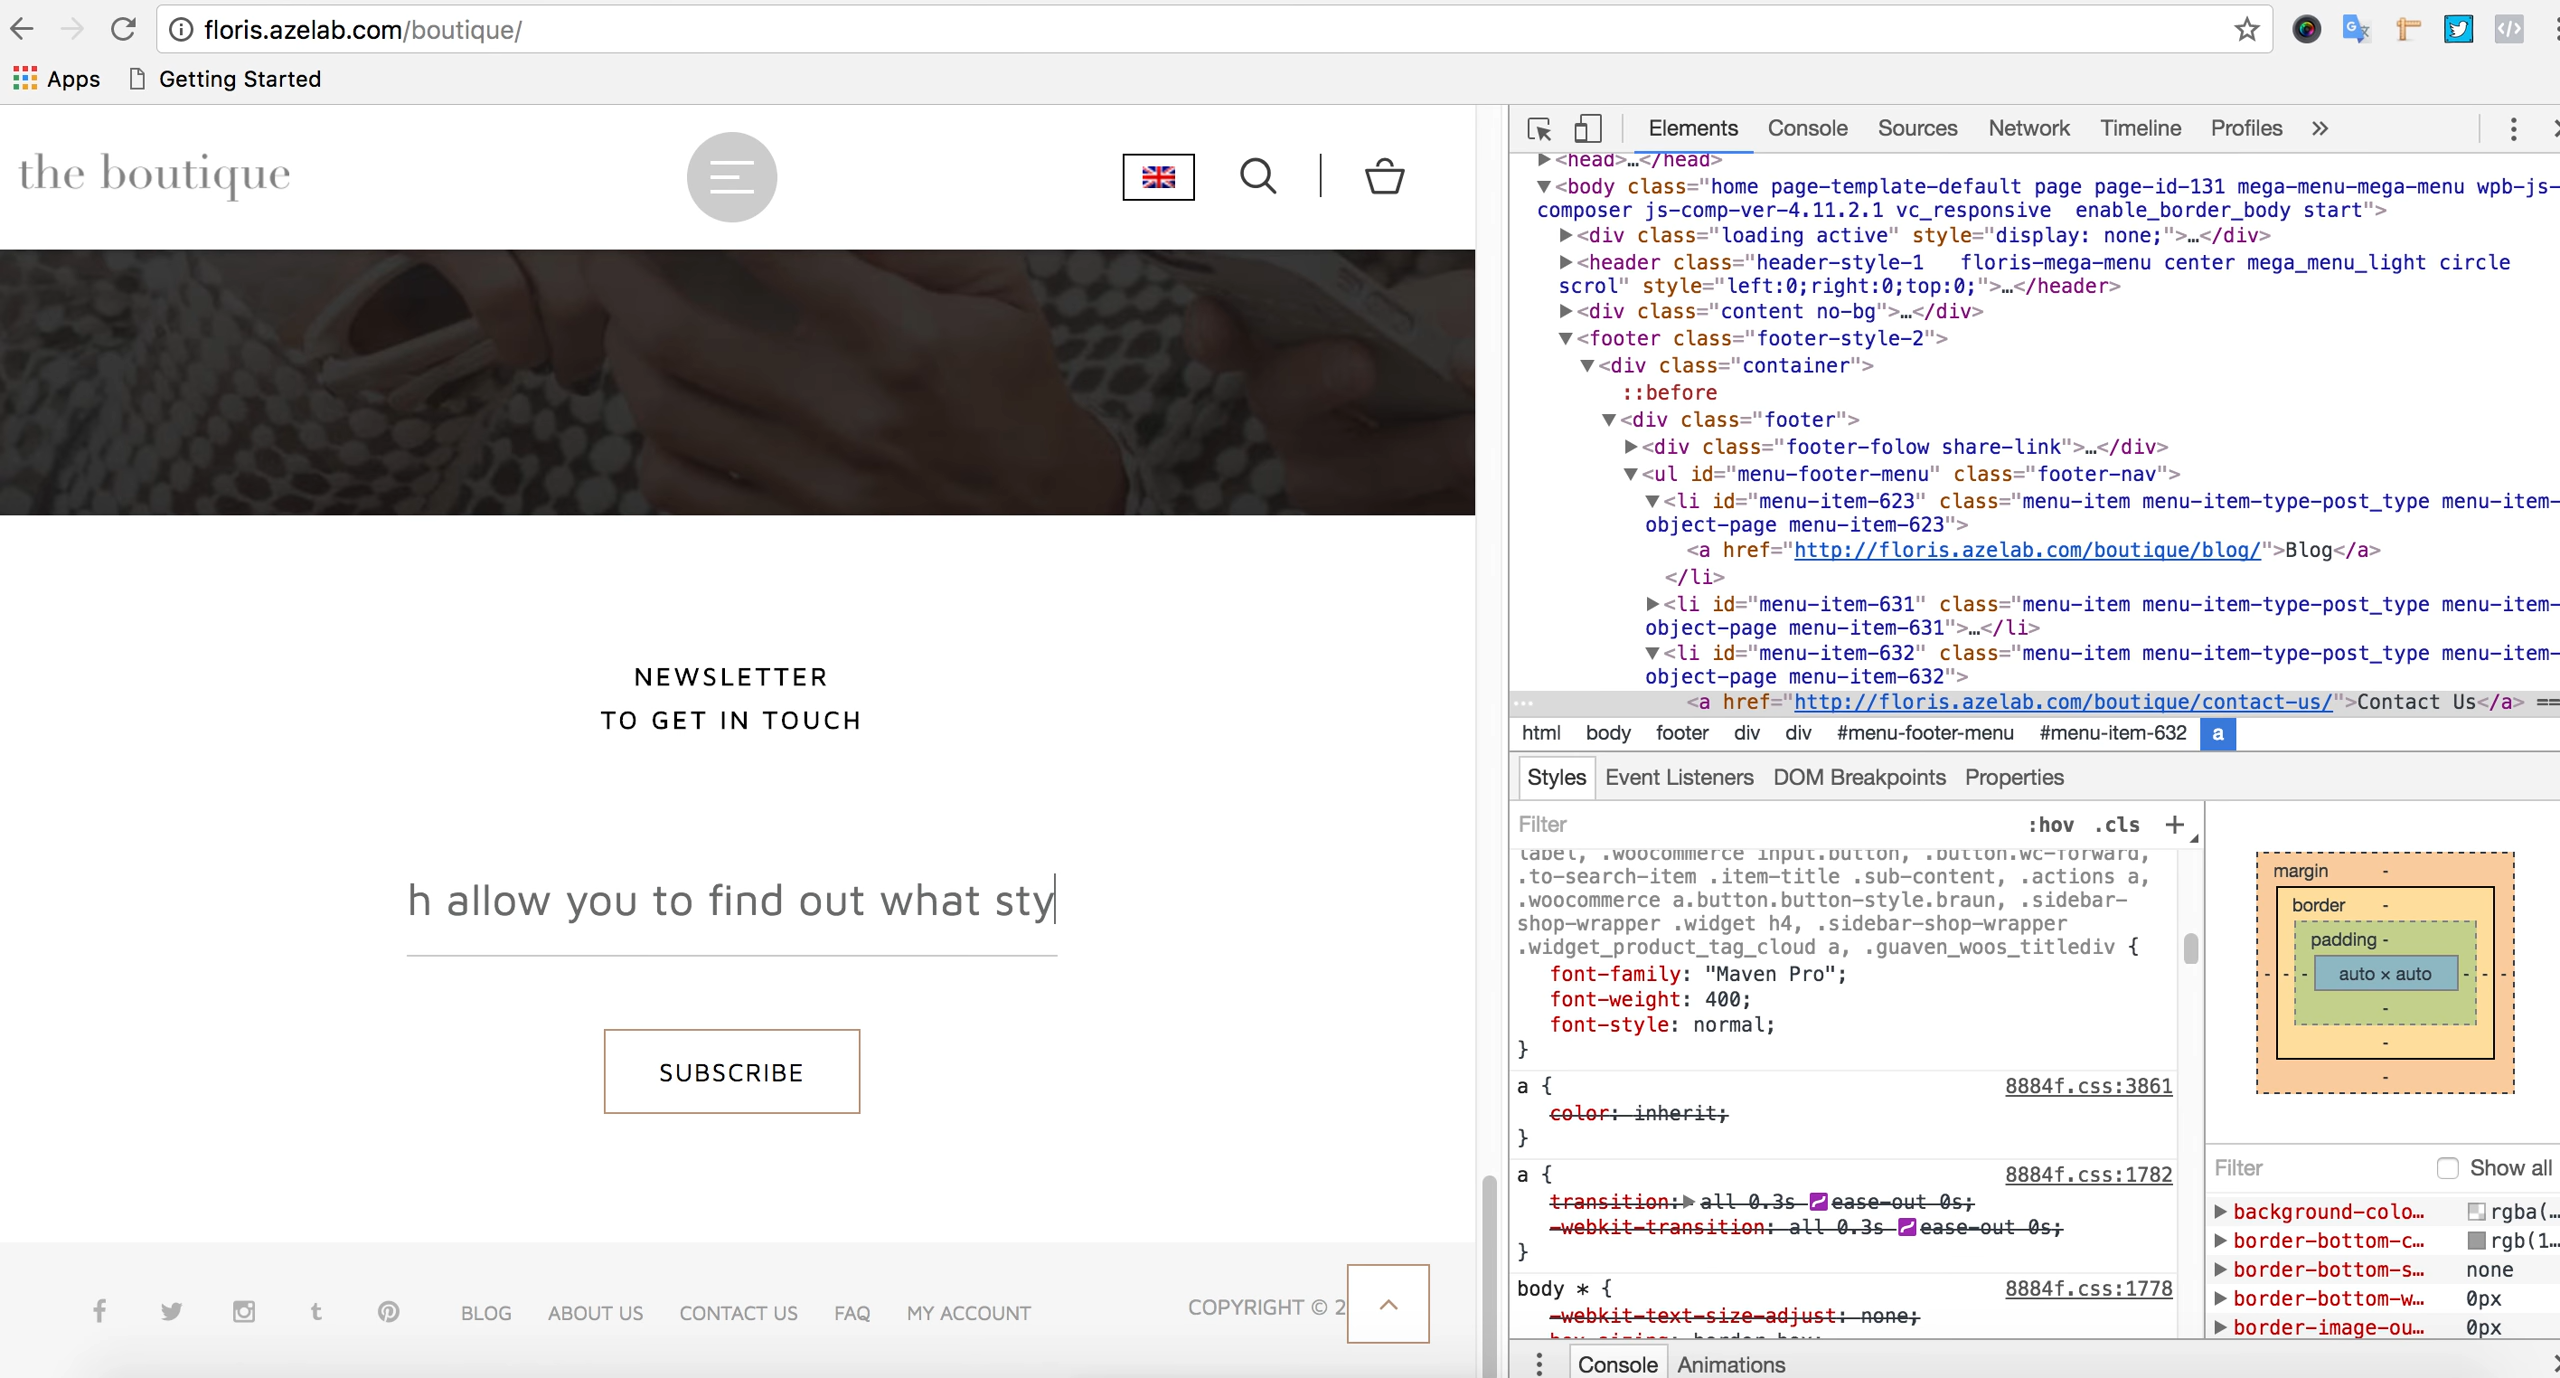 floris.azelab.com/boutique/
Apps
Getting Started
the boutique
NEWSLETTER
TO GET IN TOUCH
h allow you to find out what sty
SUBSCRIBE
BLOG
ABOUT US
CONTACT US
FAQ
MY ACCOUNT
COPYRIGHT © 2
Elements Console Sources Network Timeline Profiles »
▶<head>…</head>
▼<body class="home page-template-default page page-id-131 mega-menu-mega-menu wpb-js-
composer js-comp-ver-4.11.2.1 vc_responsive  enable_border_body start">
▶<div class="loading active" style="display: none;">…</div>
▶<header class="header-style-1   floris-mega-menu center mega_menu_light circle
scrol" style="left:0;right:0;top:0;">…</header>
▶<div class="content no-bg">…</div>
▼<footer class="footer-style-2">
▼<div class="container">
::before
▼<div class="footer">
▶<div class="footer-folow share-link">…</div>
▼<ul id="menu-footer-menu" class="footer-nav">
▼<li id="menu-item-623" class="menu-item menu-item-type-post_type menu-item-
object-page menu-item-623">
<a href="http://floris.azelab.com/boutique/blog/">Blog</a>
</li>
▶<li id="menu-item-631" class="menu-item menu-item-type-post_type menu-item-
object-page menu-item-631">…</li>
▼<li id="menu-item-632" class="menu-item menu-item-type-post_type menu-item-
object-page menu-item-632">
… <a href="http://floris.azelab.com/boutique/contact-us/">Contact Us</a> ==
html body footer div div #menu-footer-menu #menu-item-632 a
Styles Event Listeners DOM Breakpoints Properties
Filter :hov .cls +
label, .woocommerce input.button, .button.wc-forward,
.to-search-item .item-title .sub-content, .actions a,
.woocommerce a.button.button-style.braun, .sidebar-
shop-wrapper .widget h4, .sidebar-shop-wrapper
.widget_product_tag_cloud a, .guaven_woos_titlediv {
font-family: "Maven Pro";
font-weight: 400;
font-style: normal;
}
a { 8884f.css:3861
color: inherit;
}
a { 8884f.css:1782
transition:▶all 0.3s ease-out 0s;
-webkit-transition: all 0.3s ease-out 0s;
}
body * { 8884f.css:1778
-webkit-text-size-adjust: none;
box-sizing: border-box;
margin -
border -
padding -
auto × auto
Filter Show all
▶background-colo… rgba(…
▶border-bottom-c… rgb(1…
▶border-bottom-s… none
▶border-bottom-w… 0px
▶border-image-ou… 0px
Console Animations